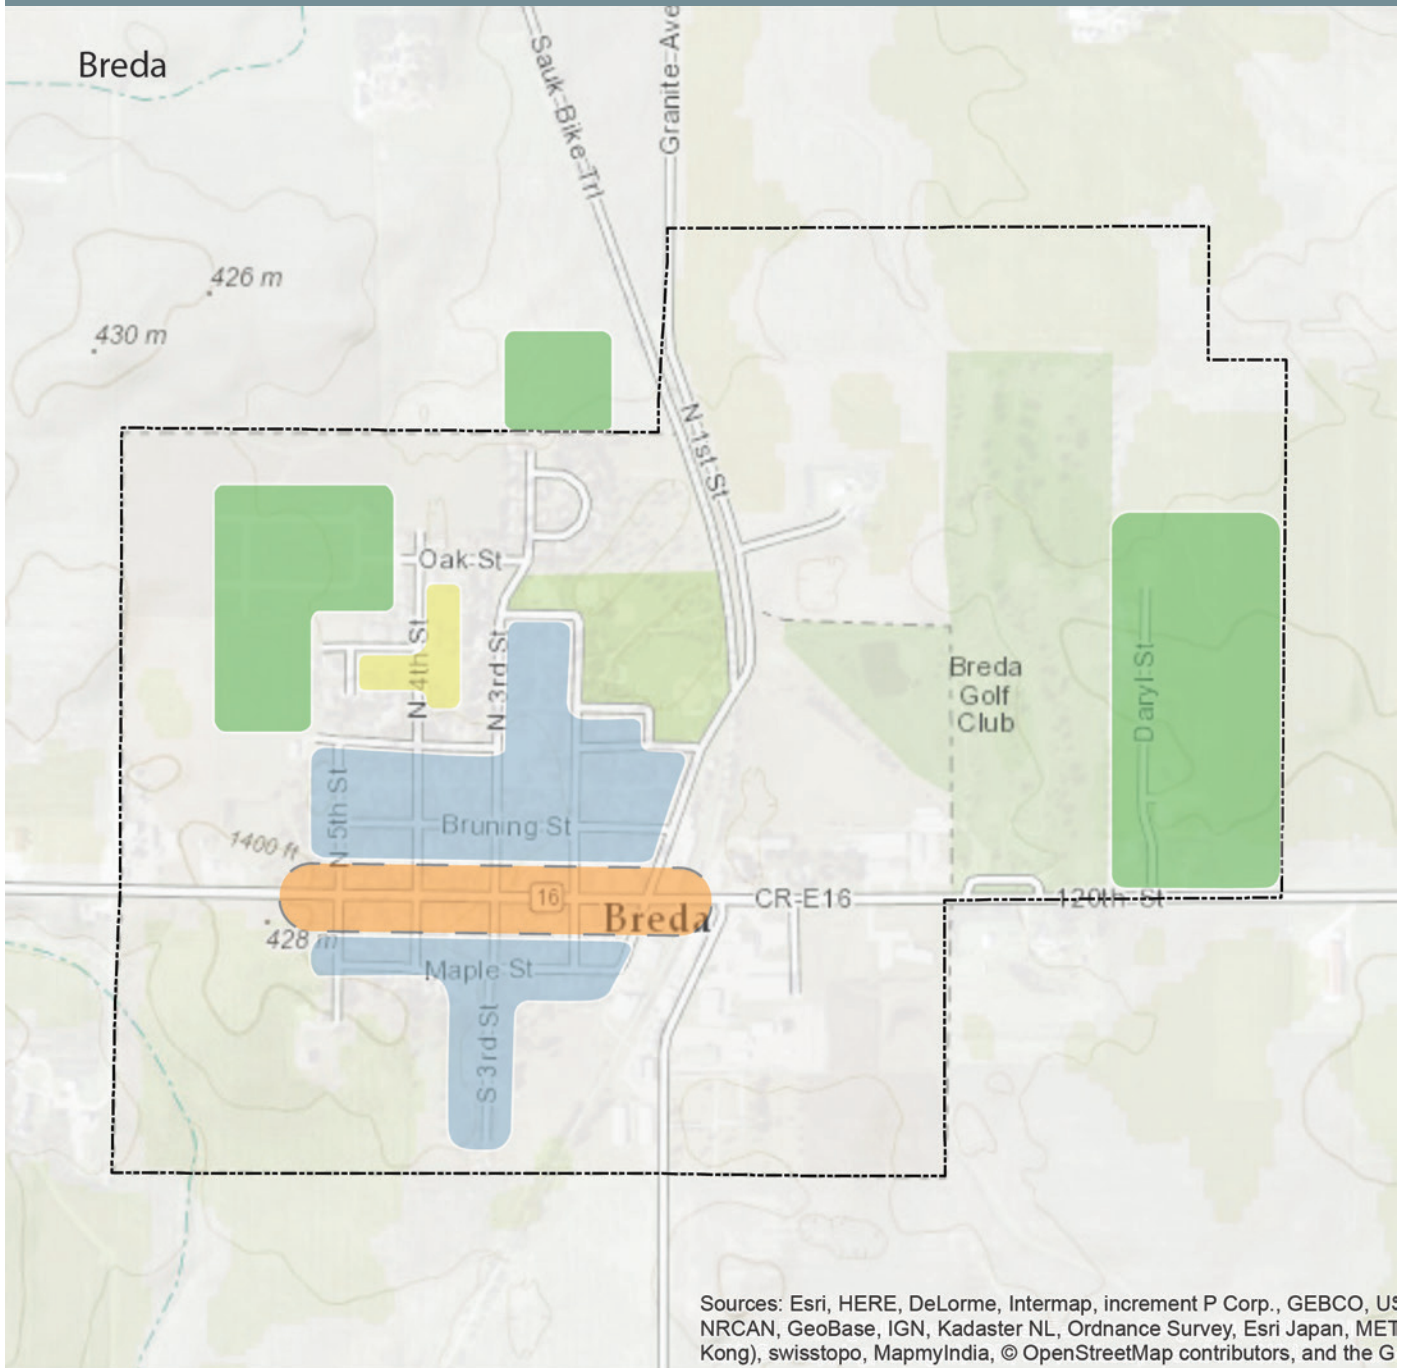 Breda
Sauk-Bike-Trl
Granite-Ave
426 m
430 m
N-1st-St
Oak-St
N-4th-St
N-3rd-St
Breda
Golf
Club
Daryl-St
N-5th-St
Bruning-St
1400 ft
16
CR-E16
120th-St
Breda
428 m
Maple-St
S-3rd-St
Sources: Esri, HERE, DeLorme, Intermap, increment P Corp., GEBCO, US
NRCAN, GeoBase, IGN, Kadaster NL, Ordnance Survey, Esri Japan, MET
Kong), swisstopo, MapmyIndia, © OpenStreetMap contributors, and the G